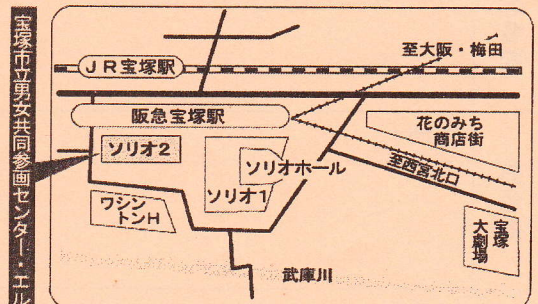 宝塚市立男女共同参画センター・エル
JR宝塚駅
至大阪・梅田
阪急宝塚駅
花のみち
商店街
ソリオ2
ソリオホール
ソリオ1
至西宮北口
ワシン
トンH
宝塚
大劇場
武庫川